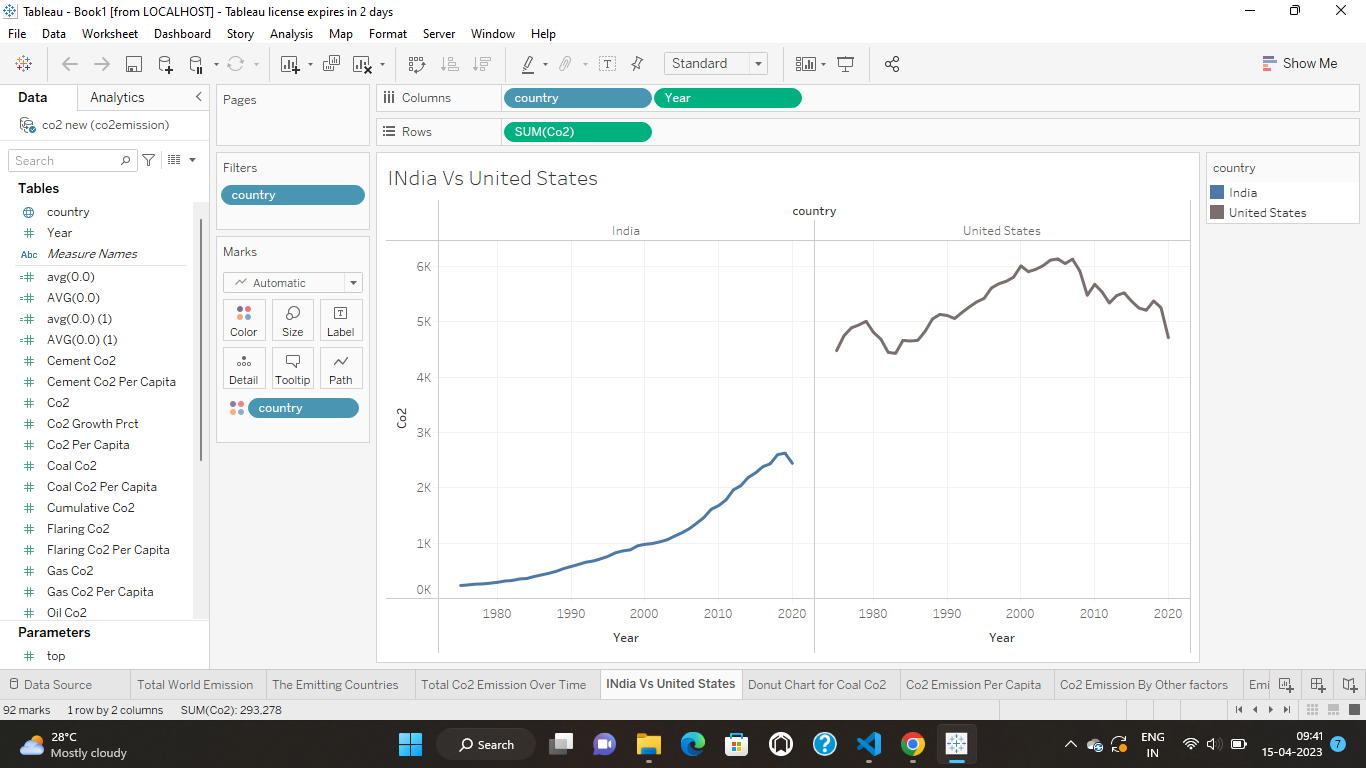 Tableau - Book1 [from LOCALHOST] - Tableau license expires in 2 days
File Data Worksheet Dashboard Story Analysis Map Format Server Window Help
Standard
Show Me
Data Analytics
co2 new (co2emission)
Search
Tables
country
Year
Abc Measure Names
avg(0.0)
AVG(0.0)
avg(0.0) (1)
AVG(0.0) (1)
Cement Co2
Cement Co2 Per Capita
Co2
Co2 Growth Prct
Co2 Per Capita
Coal Co2
Coal Co2 Per Capita
Cumulative Co2
Flaring Co2
Flaring Co2 Per Capita
Gas Co2
Gas Co2 Per Capita
Oil Co2
Parameters
top
Pages
Filters
country
Marks
Automatic
Color Size Label
Detail Tooltip Path
country
Columns country Year
Rows SUM(Co2)
INdia Vs United States
country
India United States
6K
5K
4K
3K
2K
1K
0K
Co2
1980 1990 2000 2010 2020 1980 1990 2000 2010 2020
Year Year
country
India
United States
Data Source Total World Emission The Emitting Countries Total Co2 Emission Over Time INdia Vs United States Donut Chart for Coal Co2 Co2 Emission Per Capita Co2 Emission By Other factors Emi
92 marks 1 row by 2 columns SUM(Co2): 293,278
28°C
Mostly cloudy
Search
ENG
IN
09:41
15-04-2023
7